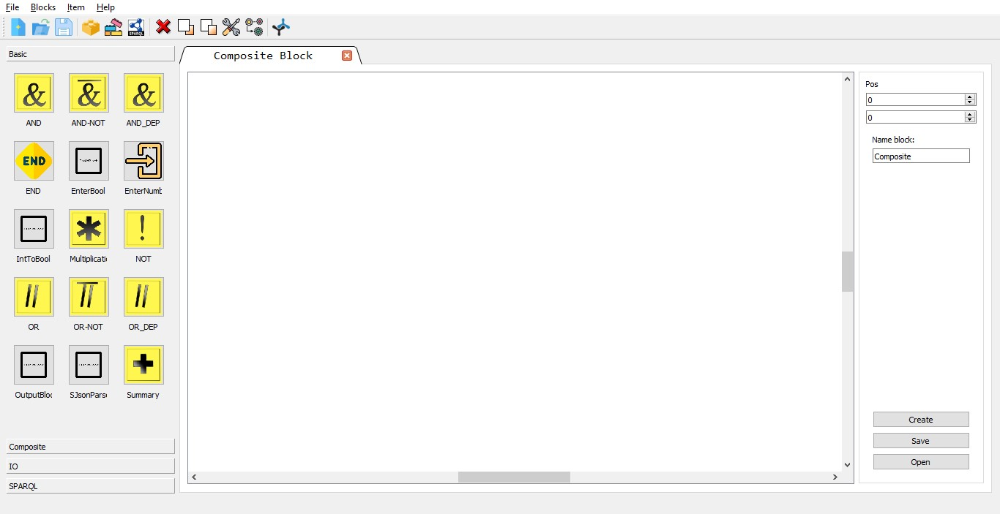 File Blocks Item Help
SPARQL
Basic
Composite Block
& & &
AND AND-NOT AND_DEP
END
END EnterBool EnterNumb
IntToBool Multiplicati NOT
OR OR-NOT OR_DEP
OutputBloc SJsonParse Summary
Composite
IO
SPARQL
Pos
0
0
Name block:
Composite
Create
Save
Open